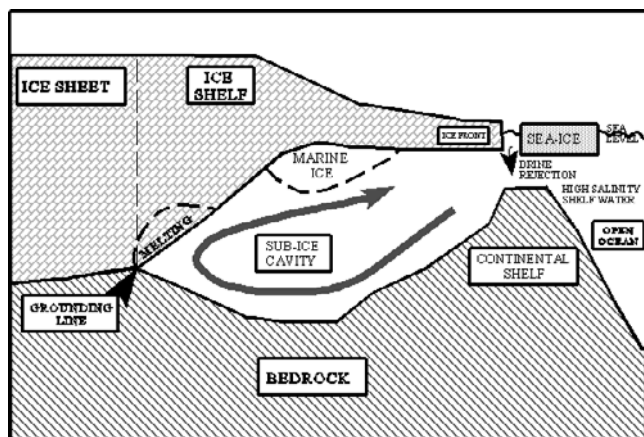 ICE SHEET
ICE
SHELF
ICE FRONT
SEA-ICE
SEA
LEVEL
MARINE
ICE
DRINE
REJECTION
HIGH SALINITY
SHELF WATER
MELTING
SUB-ICE
CAVITY
OPEN
OCEAN
CONTINENTAL
SHELF
GROUNDING
LINE
BEDROCK